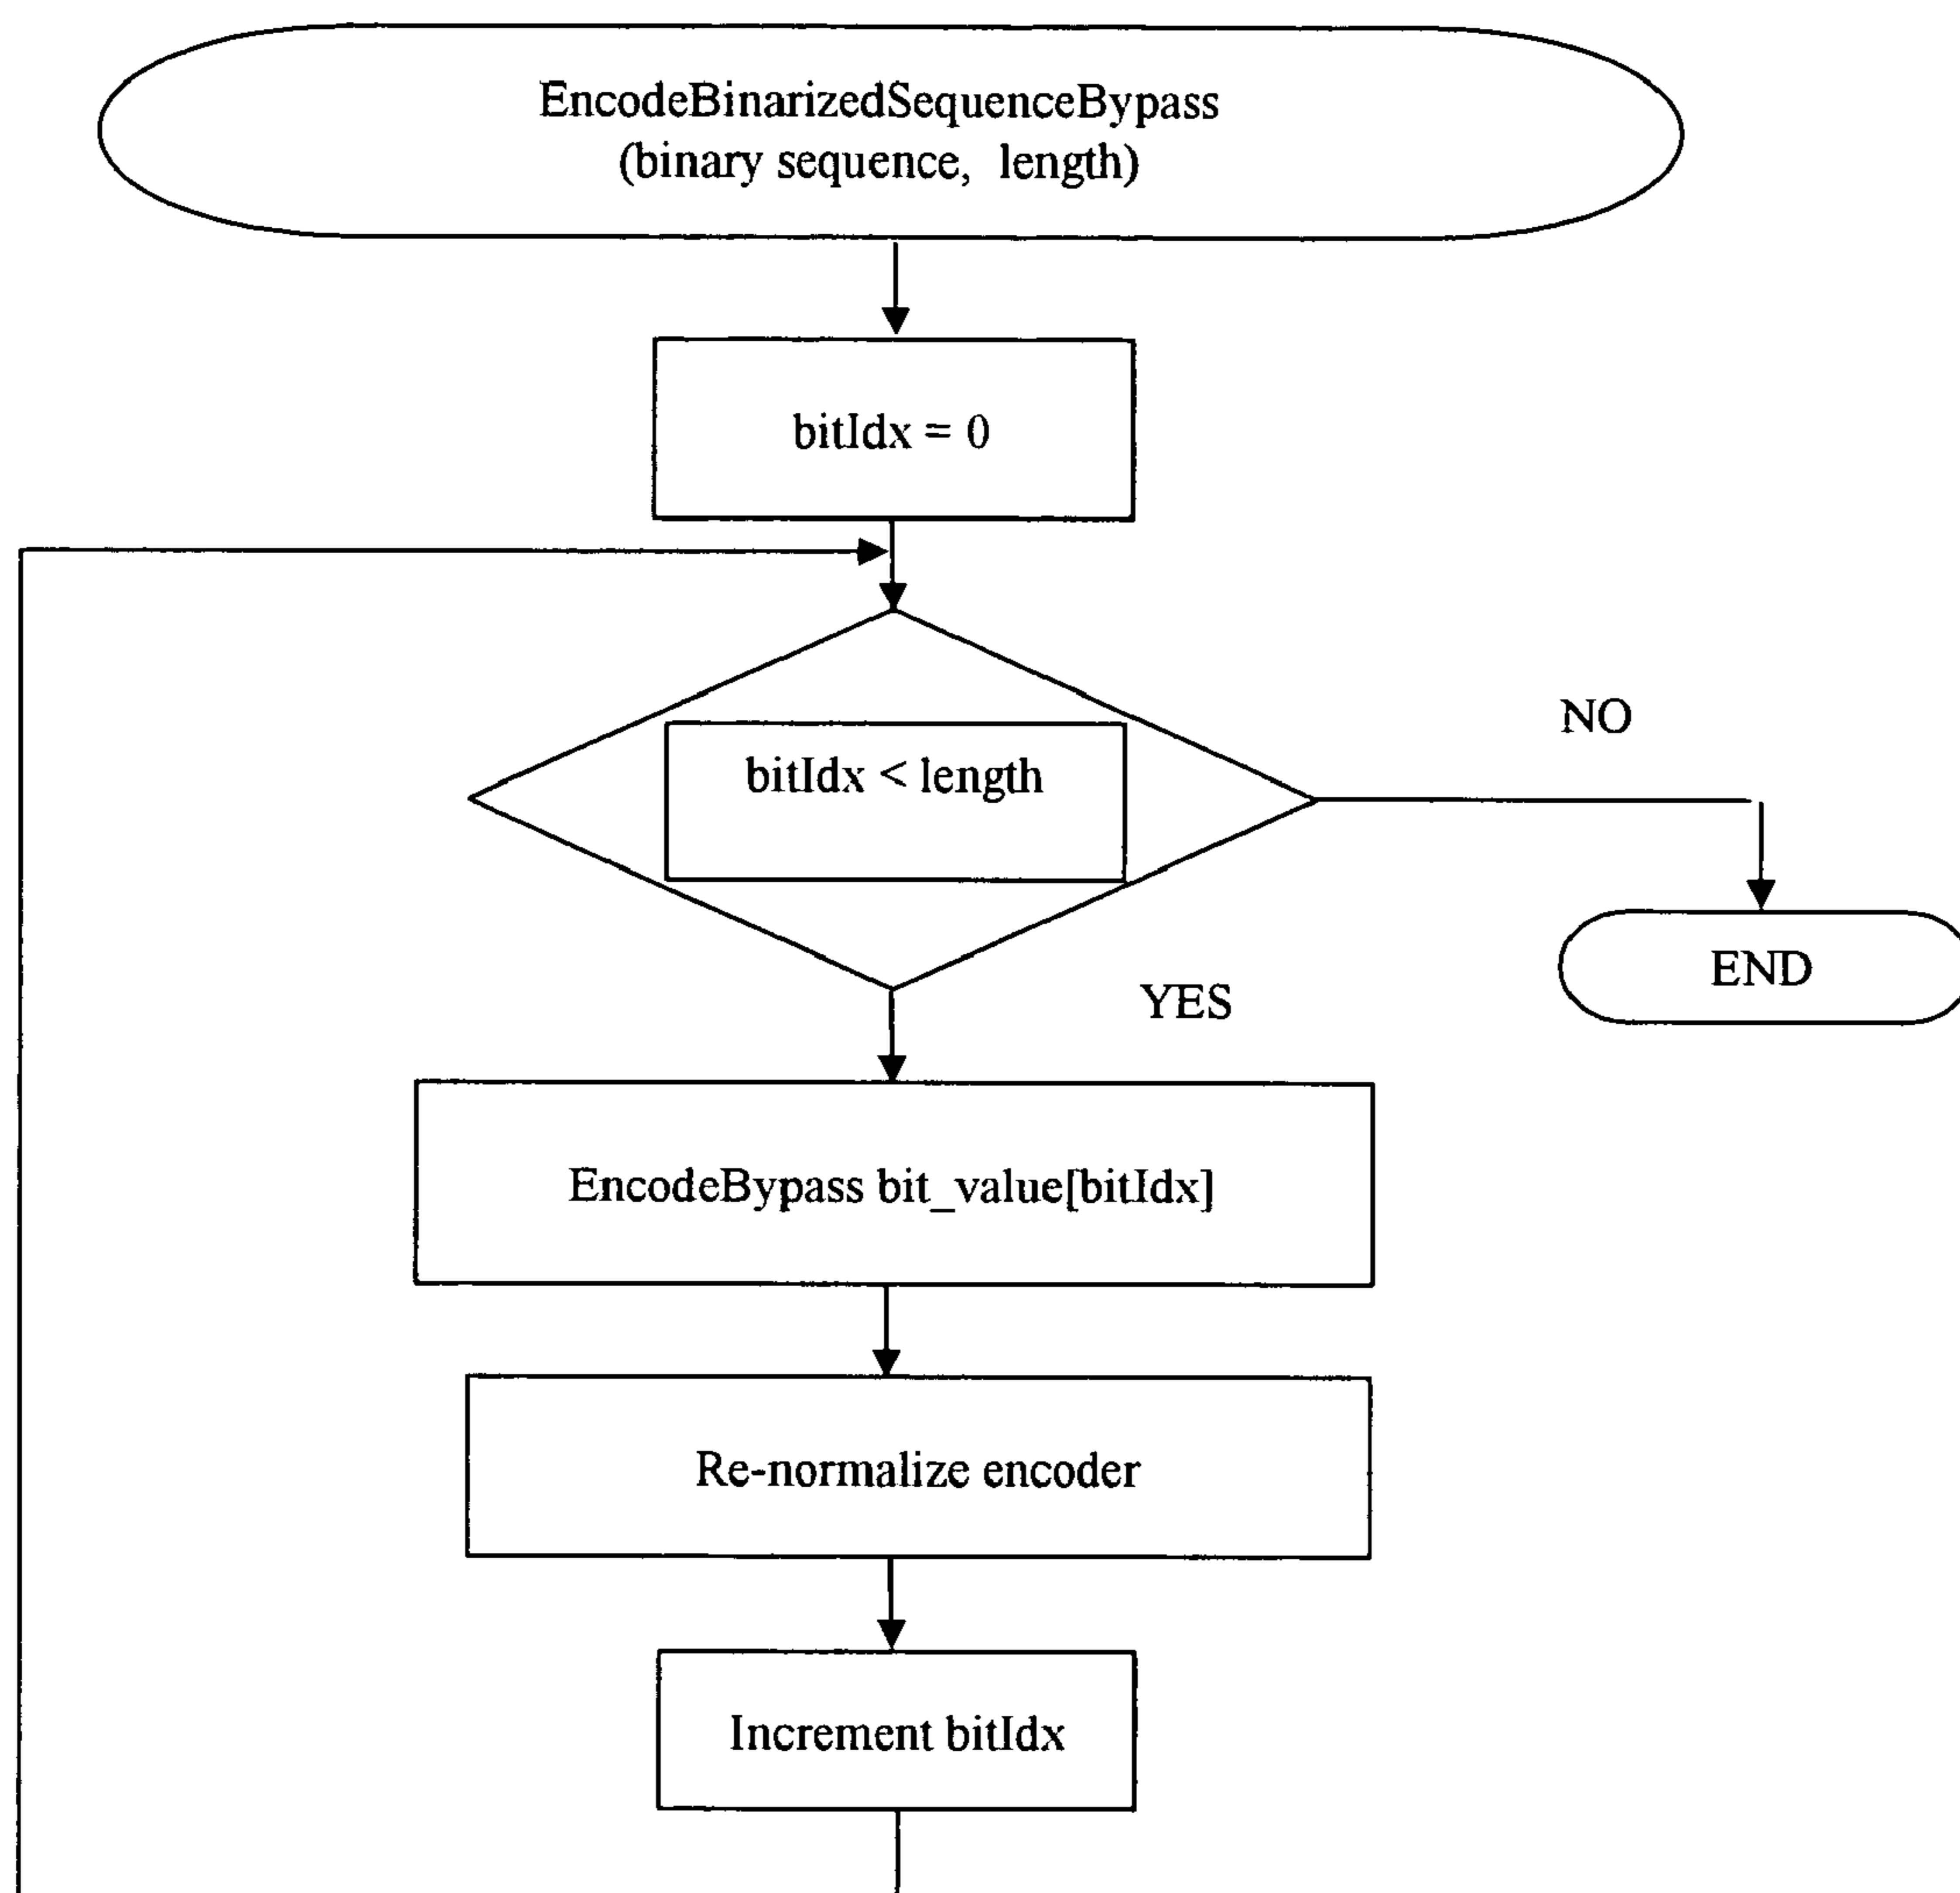 EncodeBinarizedSequenceBypass
(binary sequence, length)
bitIdx = 0
bitIdx < length
NO
END
YES
EncodeBypass bit_value[bitIdx]
Re-normalize encoder
Increment bitIdx